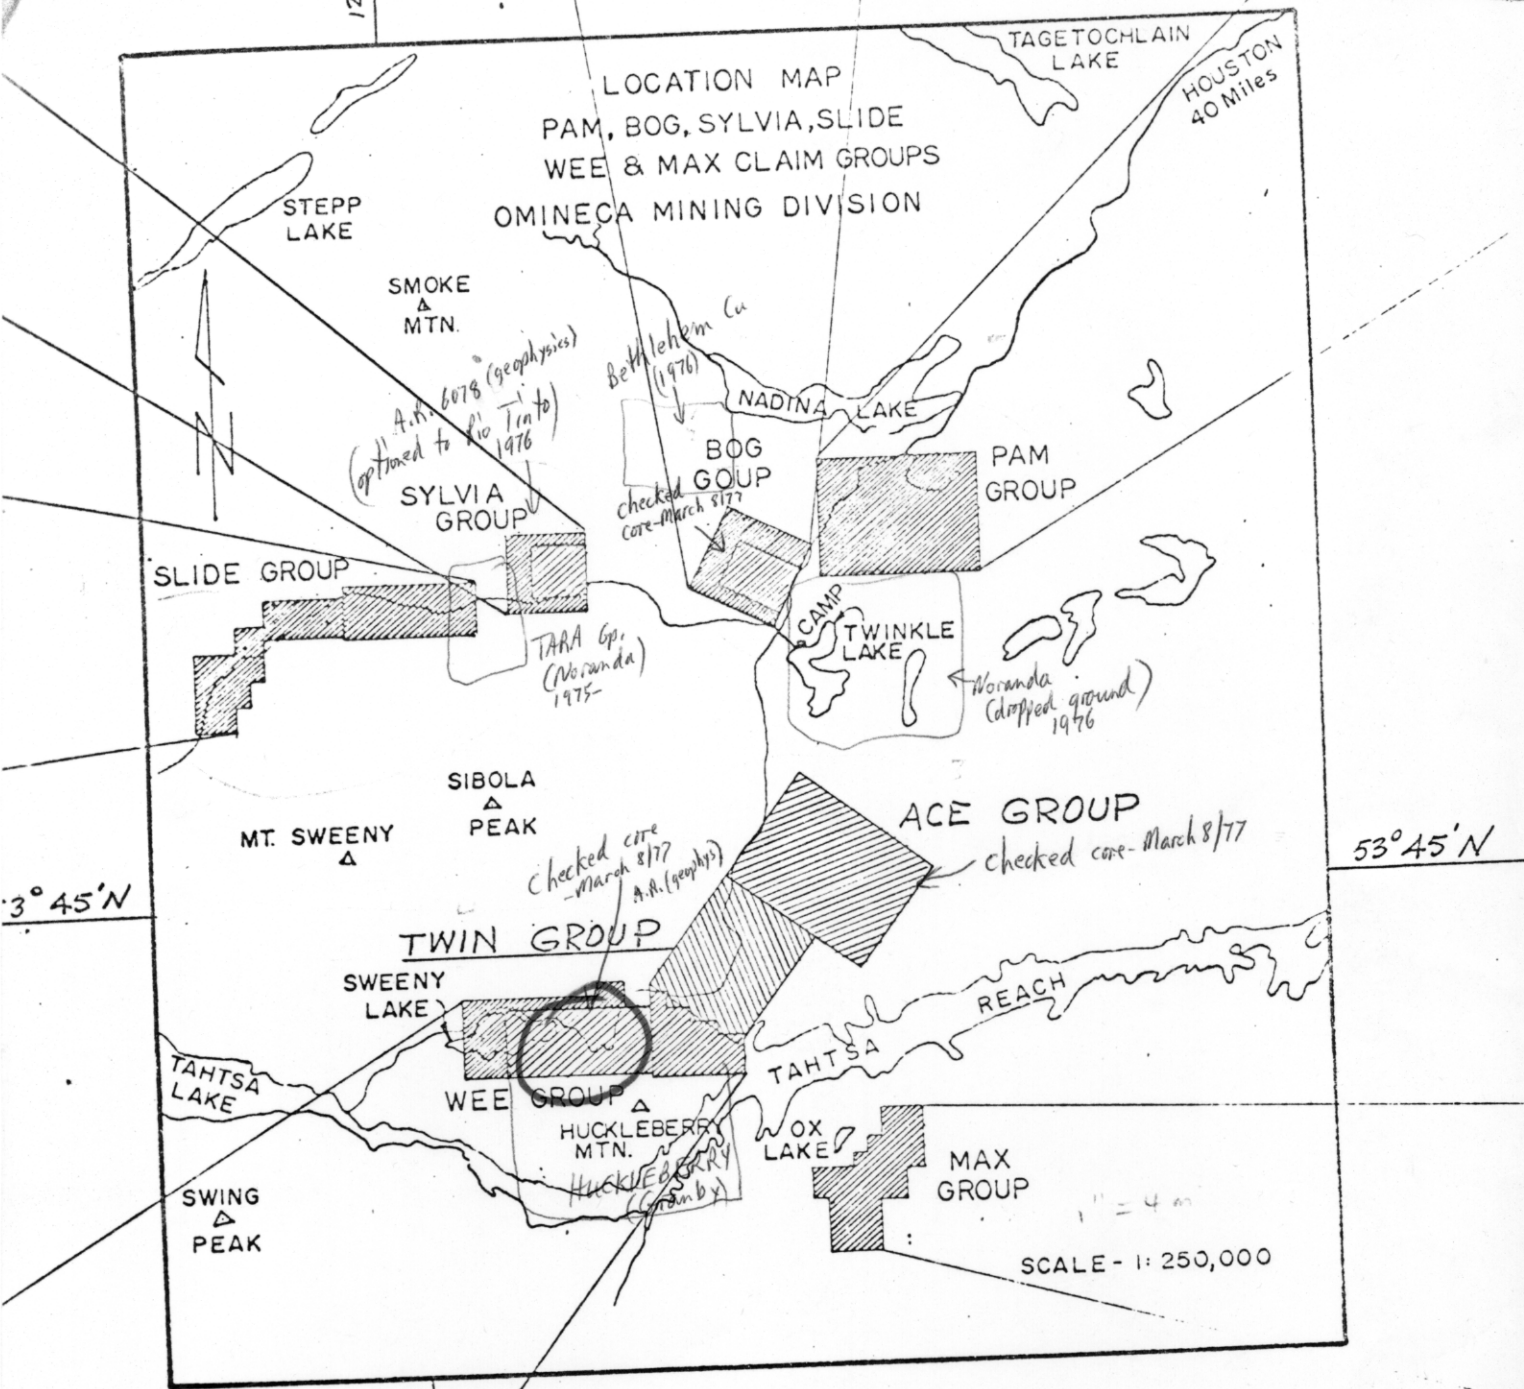 12
LOCATION MAP
PAM, BOG, SYLVIA, SLIDE
WEE & MAX CLAIM GROUPS
OMINECA MINING DIVISION
TAGETOCHLAIN
LAKE
HOUSTON
40 Miles
STEPP
LAKE
SMOKE
MTN.
N
A.R. 6078 (geophysics)
(optioned to Rio Tinto)
1976
Bethlehem Cu
(1976)
NADINA LAKE
BOG
GOUP
checked
core-March 8/77
PAM
GROUP
SYLVIA
GROUP
SLIDE GROUP
TARA Gp.
(Noranda)
1975-
CAMP
TWINKLE
LAKE
Noranda
(dropped ground)
1976
SIBOLA
PEAK
MT. SWEENY
ACE GROUP
checked core-March 8/77
53°45'N
3°45'N
checked core
-March 8/77
A.R. (geophys)
TWIN GROUP
SWEENY
LAKE
TAHTSA REACH
TAHTSA
LAKE
WEE GROUP
HUCKLEBERRY
MTN.
HUCKLEBERRY
(Granby)
OX
LAKE
MAX
GROUP
SWING
PEAK
1" = 4 m
SCALE - 1: 250,000